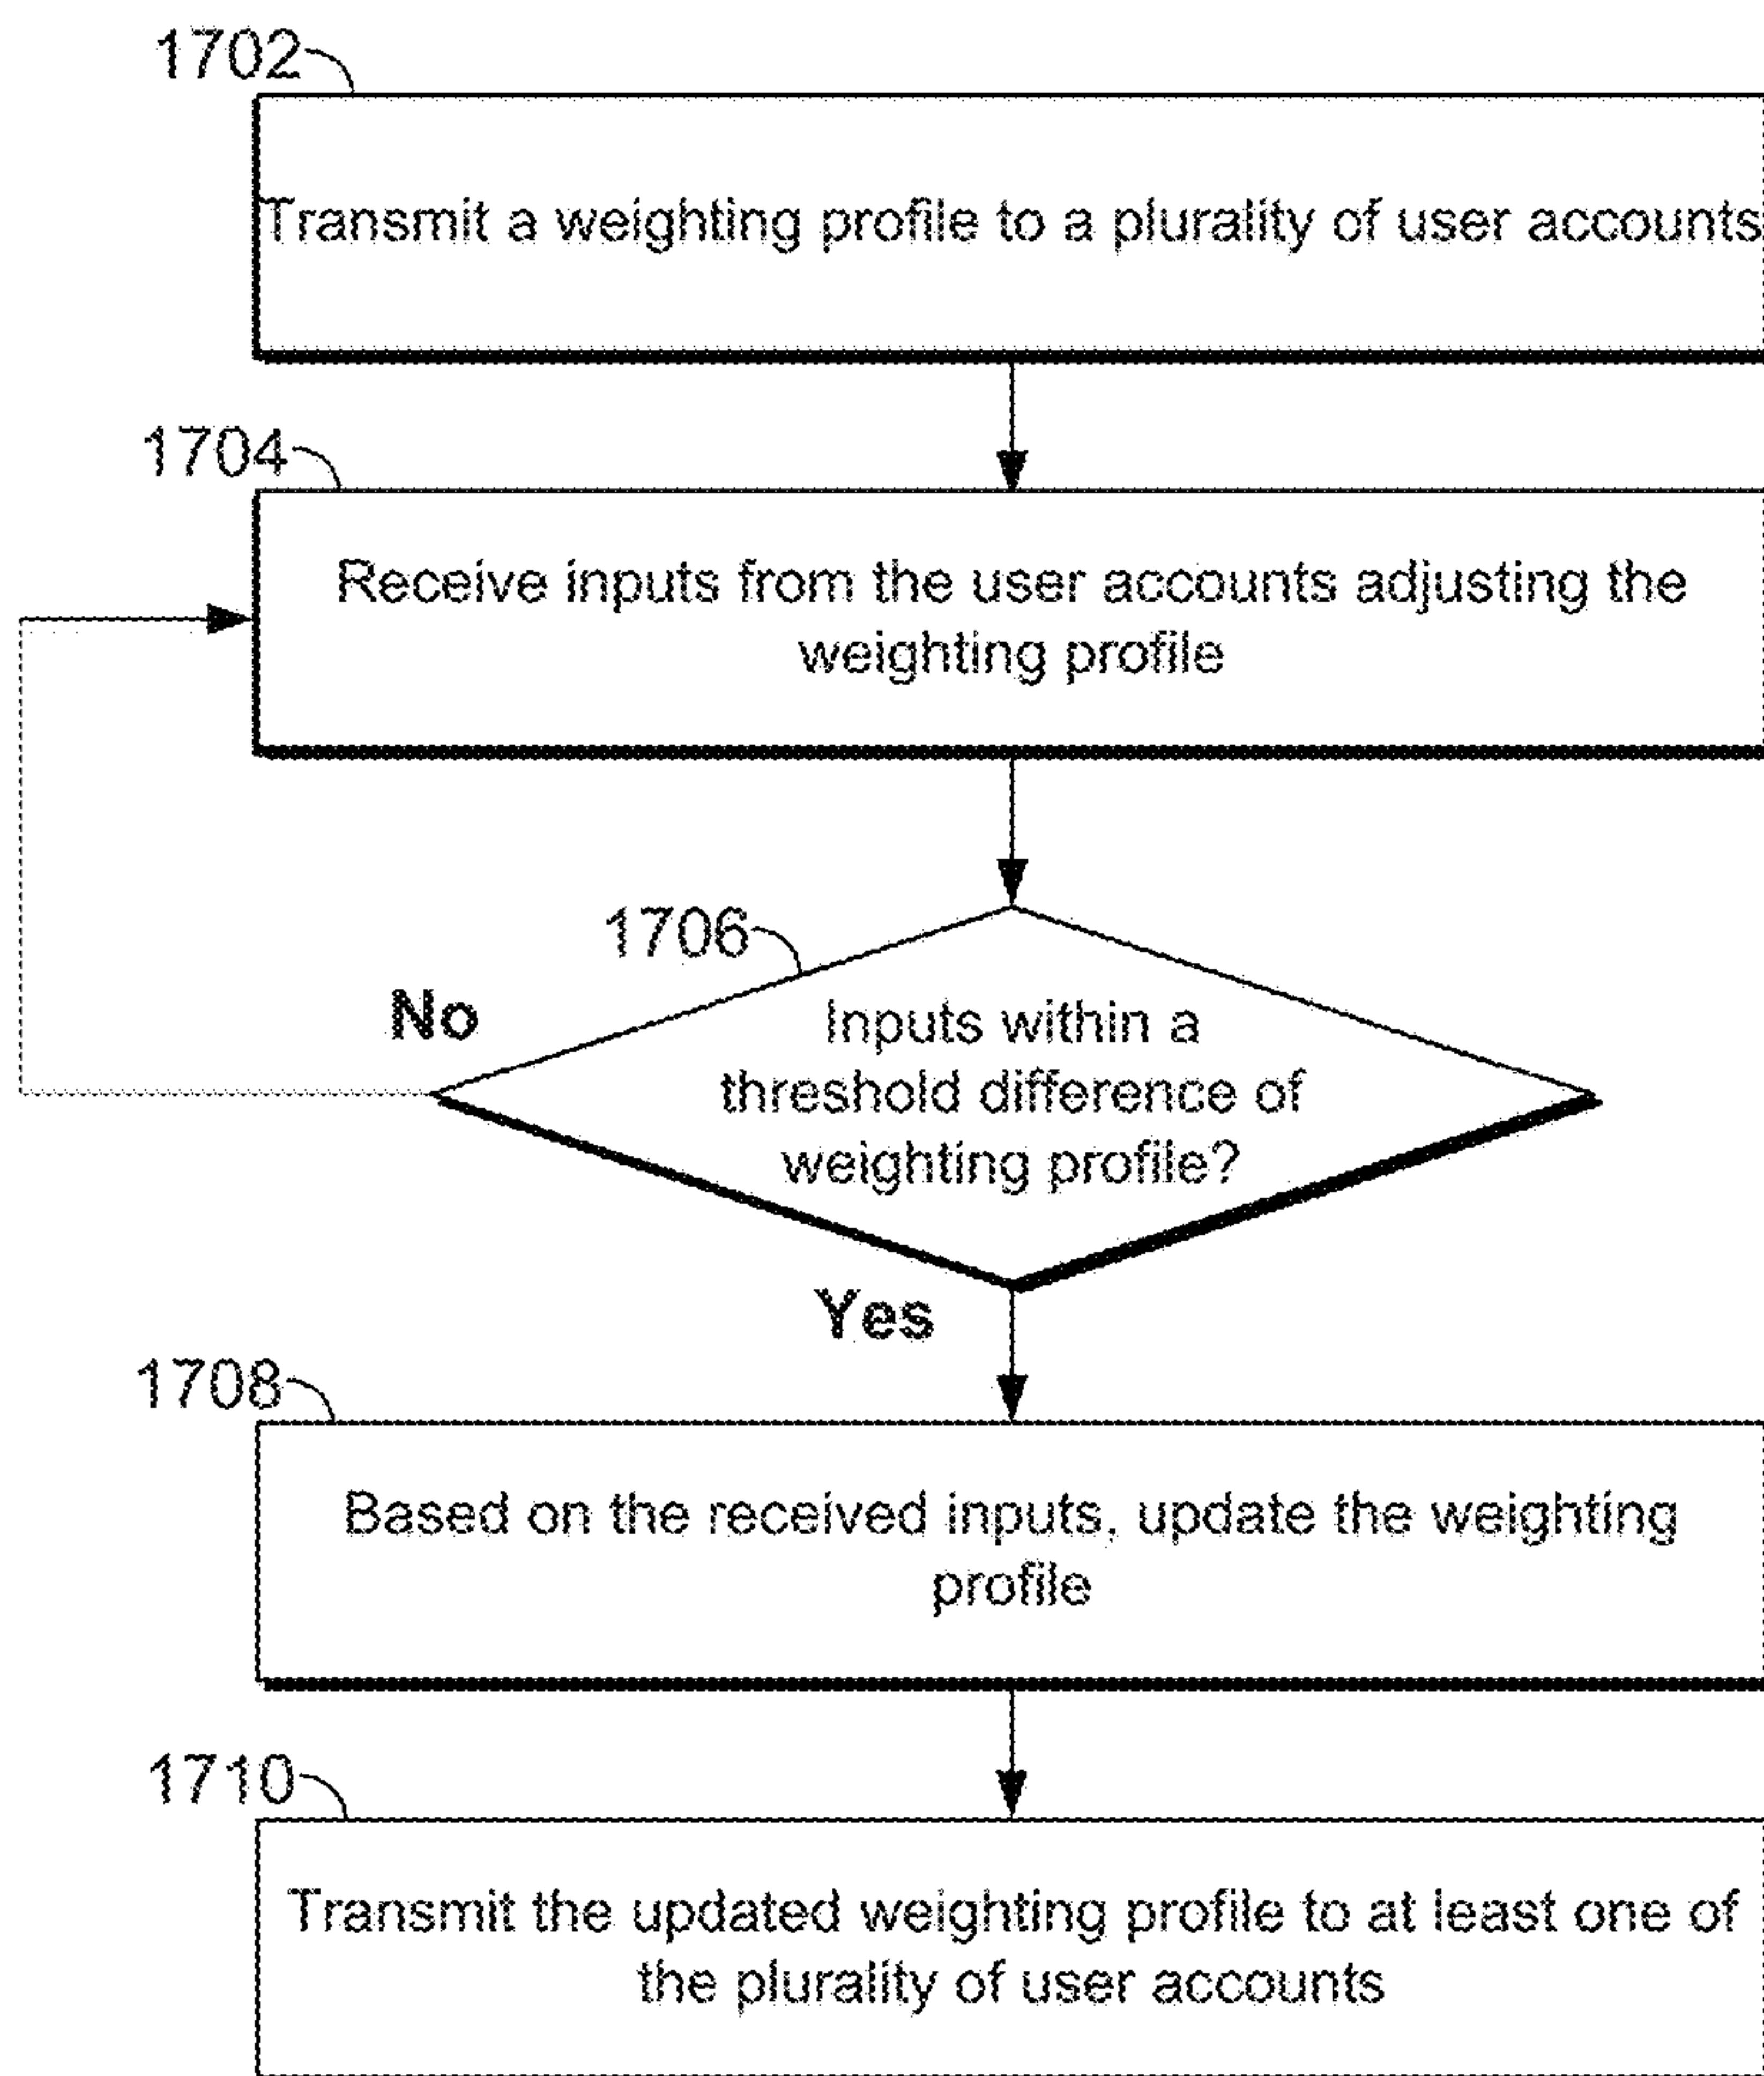 1702
Transmit a weighting profile to a plurality of user accounts
1704
Receive inputs from the user accounts adjusting the
weighting profile
1706
No
Inputs within a
threshold difference of
weighting profile?
Yes
1708
Based on the received inputs, update the weighting
profile
1710
Transmit the updated weighting profile to at least one of
the plurality of user accounts